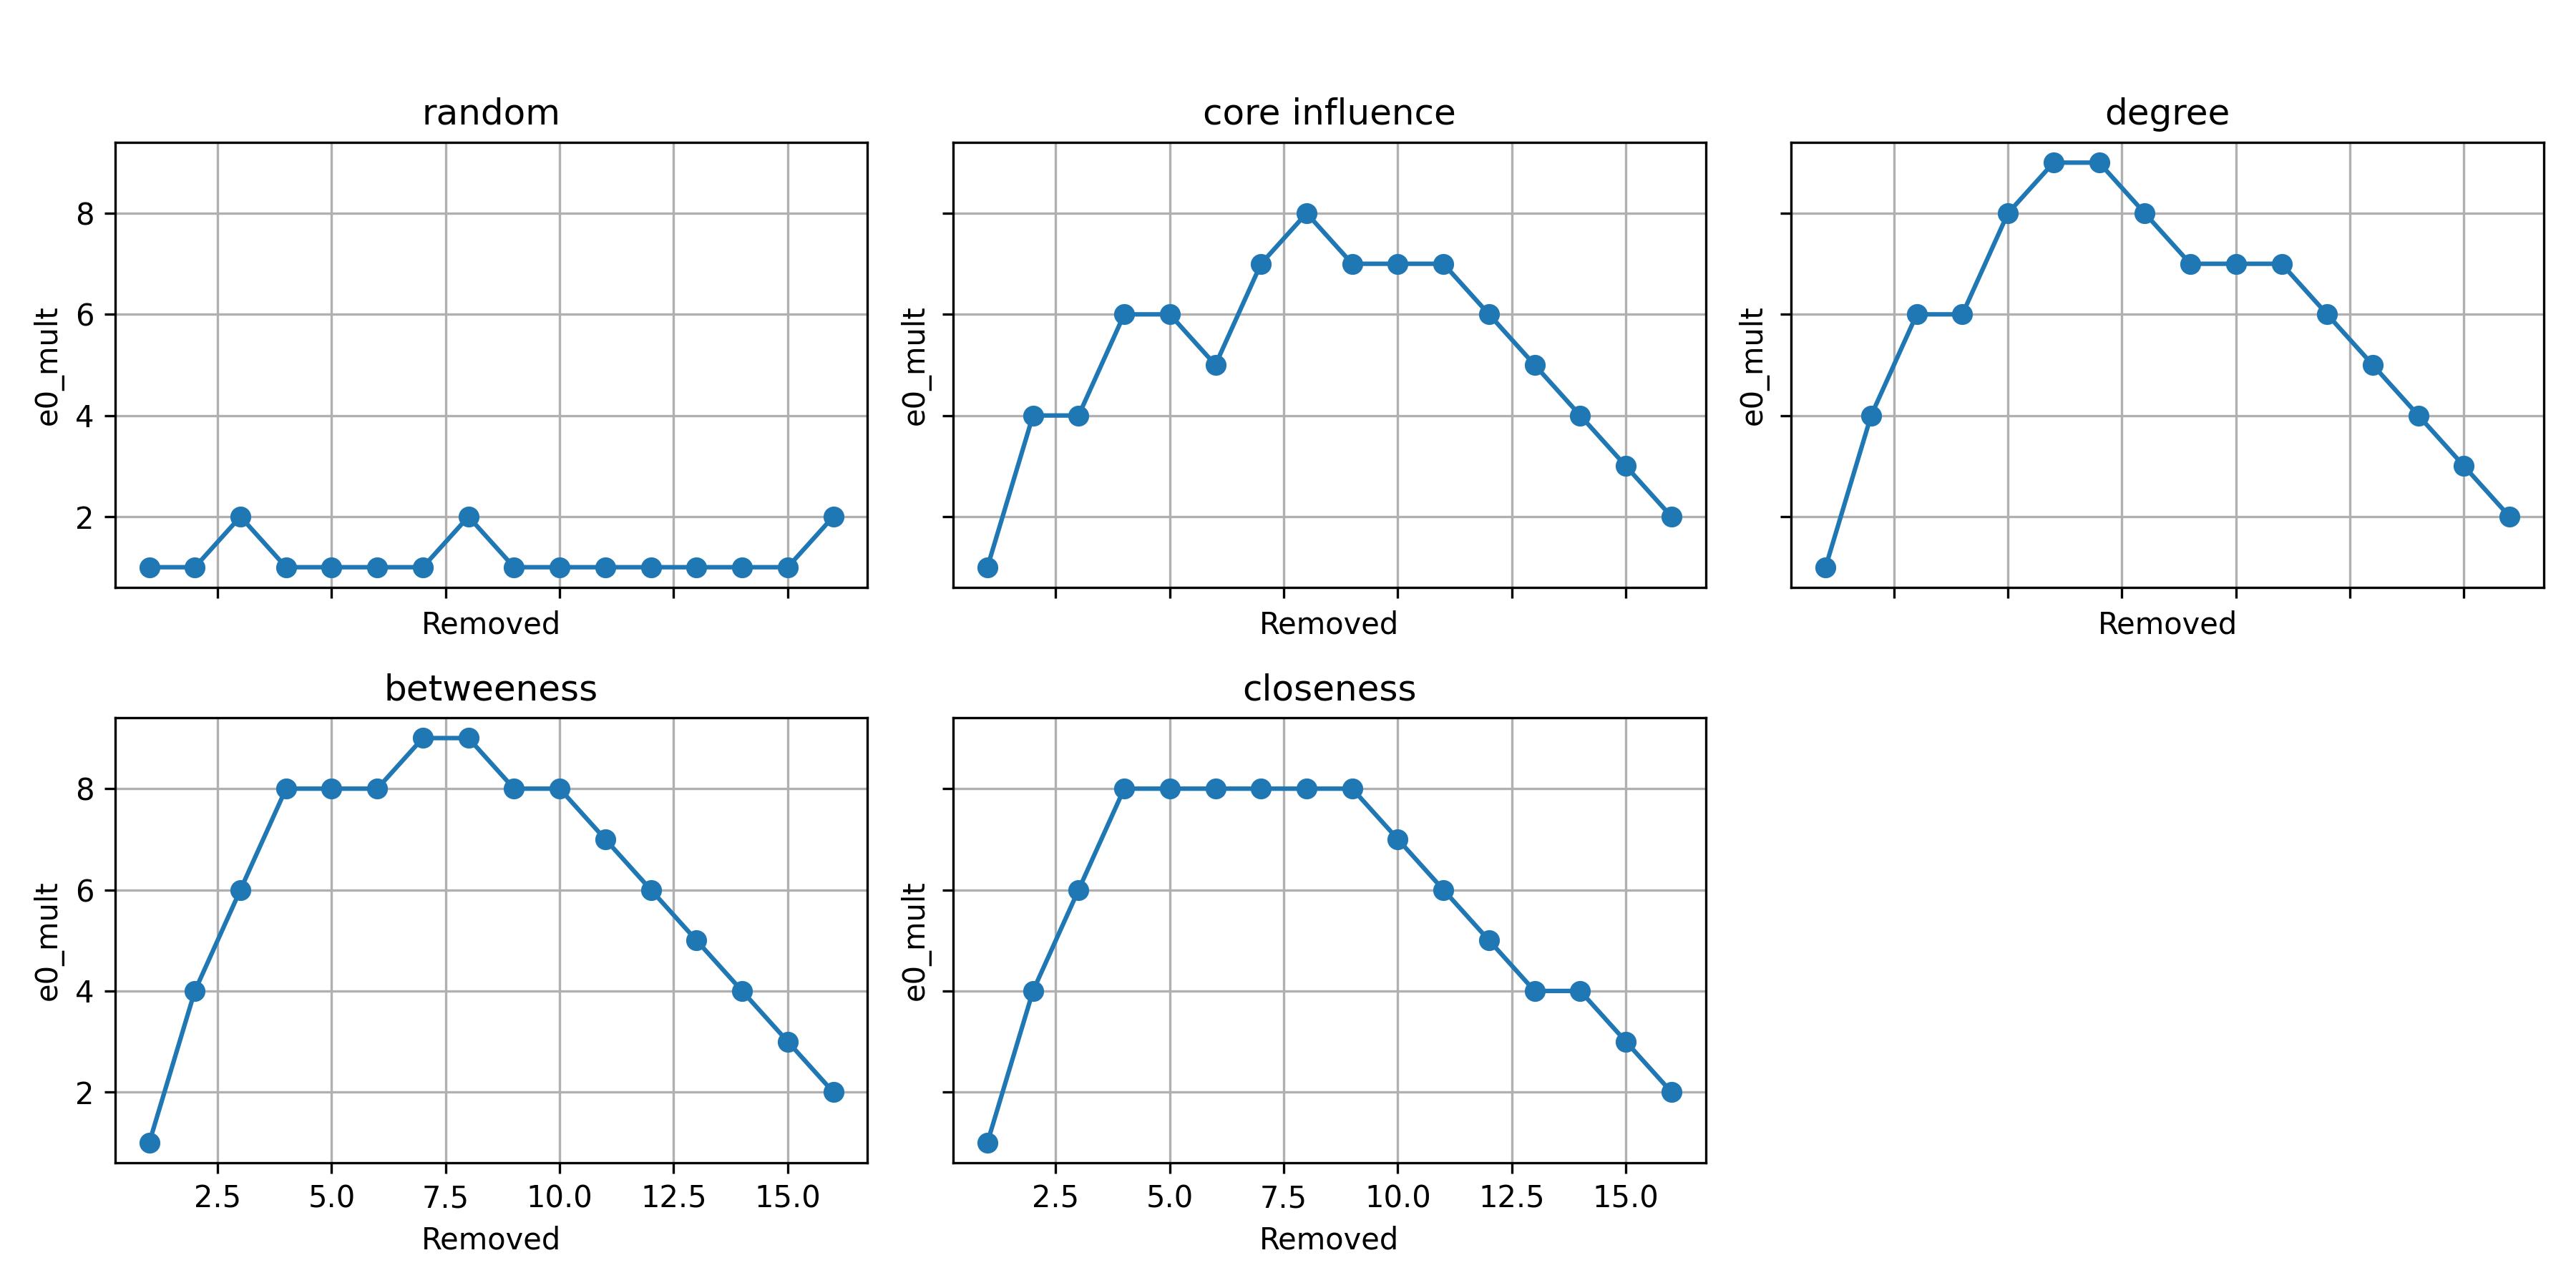 random
8
6
4
2
e0_mult
Removed
core influence
e0_mult
Removed
degree
e0_mult
Removed
betweeness
8
6
4
2
e0_mult
2.5 5.0 7.5 10.0 12.5 15.0
Removed
closeness
e0_mult
2.5 5.0 7.5 10.0 12.5 15.0
Removed